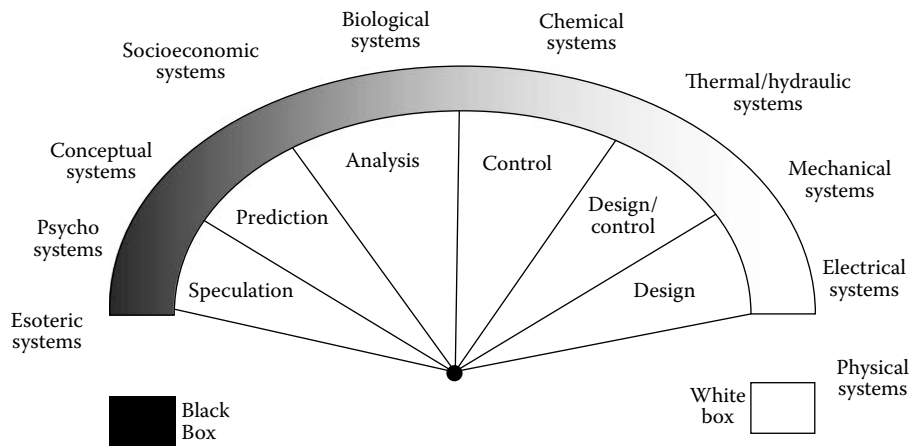 Biological
systems
Chemical
systems
Socioeconomic
systems
Thermal/hydraulic
systems
Conceptual
systems
Analysis
Control
Mechanical
systems
Psycho
systems
Prediction
Design/
control
Speculation
Design
Electrical
systems
Esoteric
systems
Physical
systems
Black
Box
White
box